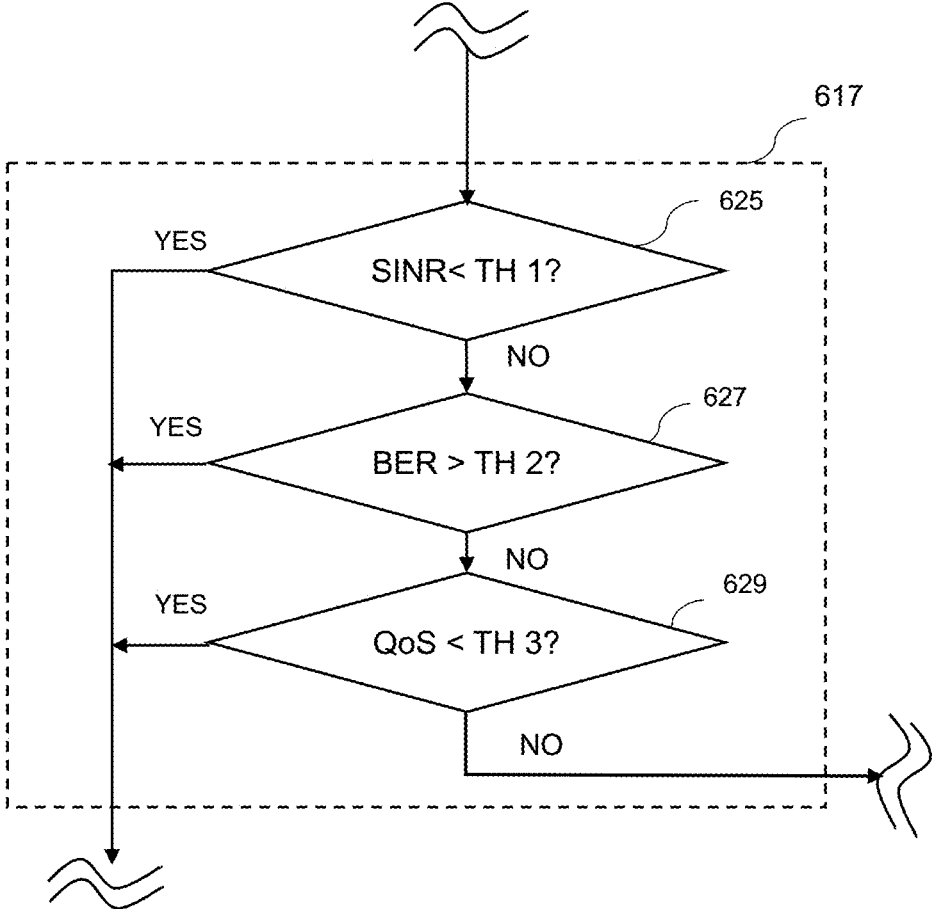 617
625
YES
SINR< TH 1?
NO
627
YES
BER > TH 2?
NO
629
YES
QoS < TH 3?
NO